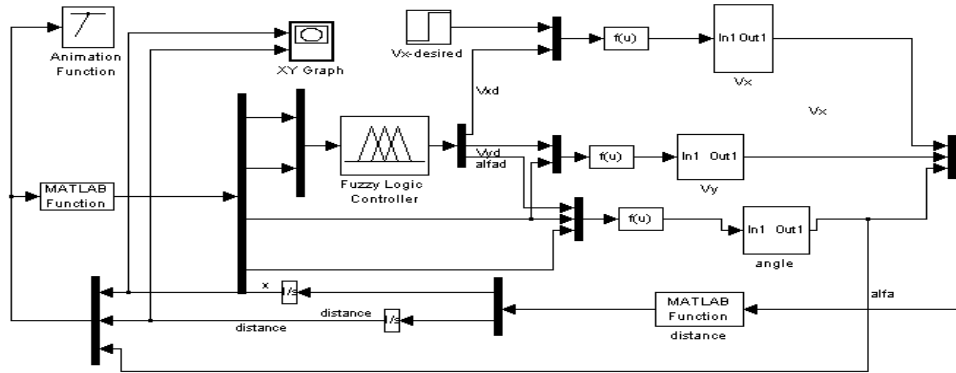 Animation
Function
XY Graph
Vx-desired
f(u)
In1 Out1
Vx
Vxd
Vx
Fuzzy Logic
Controller
Vyd
alfad
f(u)
In1 Out1
Vy
MATLAB
Function
f(u)
In1 Out1
angle
x
1/s
distance
distance
1/s
MATLAB
Function
distance
alfa